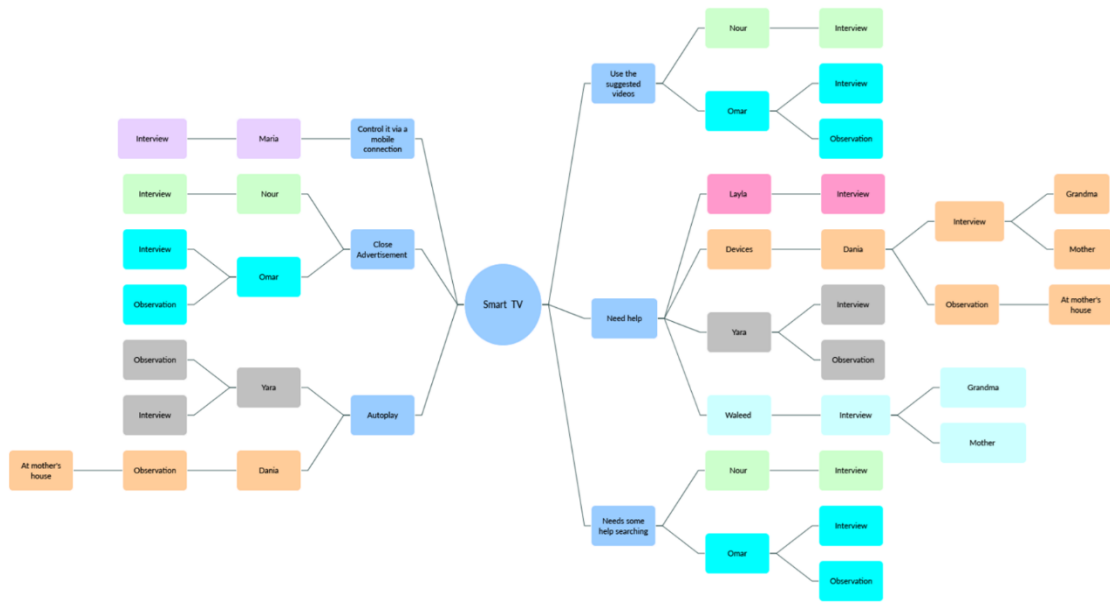 Smart TV
Control it via a
mobile
connection
Maria
Interview
Close
Advertisement
Nour
Interview
Omar
Interview
Observation
Autoplay
Yara
Observation
Interview
Dania
Observation
At mother's
house
Use the
suggested
videos
Nour
Interview
Omar
Interview
Observation
Need help
Layla
Interview
Devices
Dania
Interview
Grandma
Mother
Observation
At mother's
house
Yara
Interview
Observation
Waleed
Interview
Grandma
Mother
Needs some
help searching
Nour
Interview
Omar
Interview
Observation